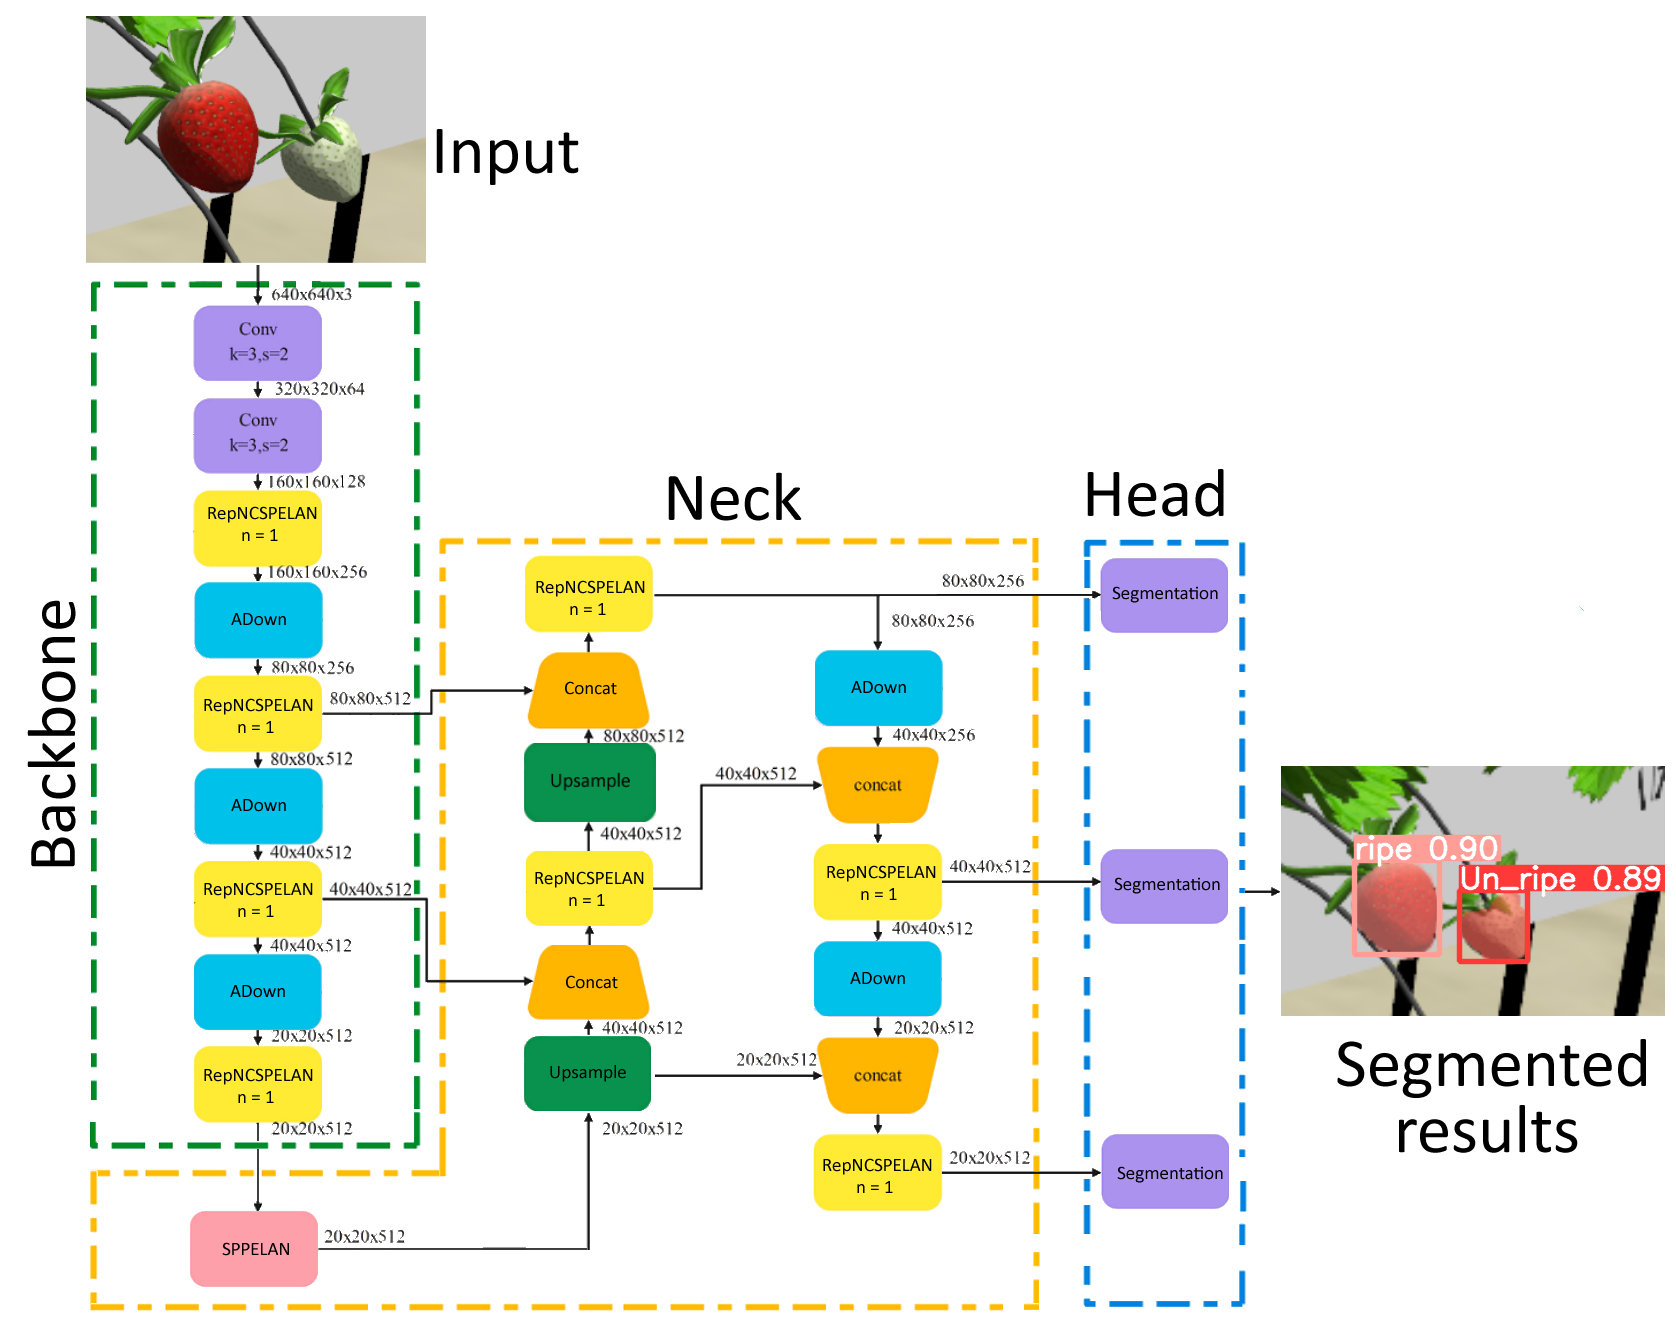 Input
Backbone
640x640x3
Conv
k=3,s=2
320x320x64
Conv
k=3,s=2
160x160x128
RepNCSPELAN
n = 1
160x160x256
ADown
80x80x256
RepNCSPELAN
n = 1
80x80x512
80x80x512
ADown
40x40x512
RepNCSPELAN
n = 1
40x40x512
40x40x512
ADown
20x20x512
RepNCSPELAN
n = 1
20x20x512
SPPELAN
20x20x512
Neck
RepNCSPELAN
n = 1
Concat
80x80x512
Upsample
40x40x512
RepNCSPELAN
n = 1
Concat
40x40x512
Upsample
20x20x512
80x80x256
80x80x256
ADown
40x40x256
40x40x512
concat
RepNCSPELAN
n = 1
40x40x512
40x40x512
ADown
20x20x512
20x20x512
concat
RepNCSPELAN
n = 1
20x20x512
Head
Segmentation
Segmentation
Segmentation
ripe 0.90
Un_ripe 0.89
Segmented
results